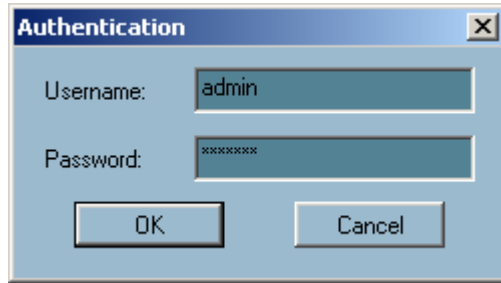 Authentication
Username: admin
Password: *******
OK Cancel